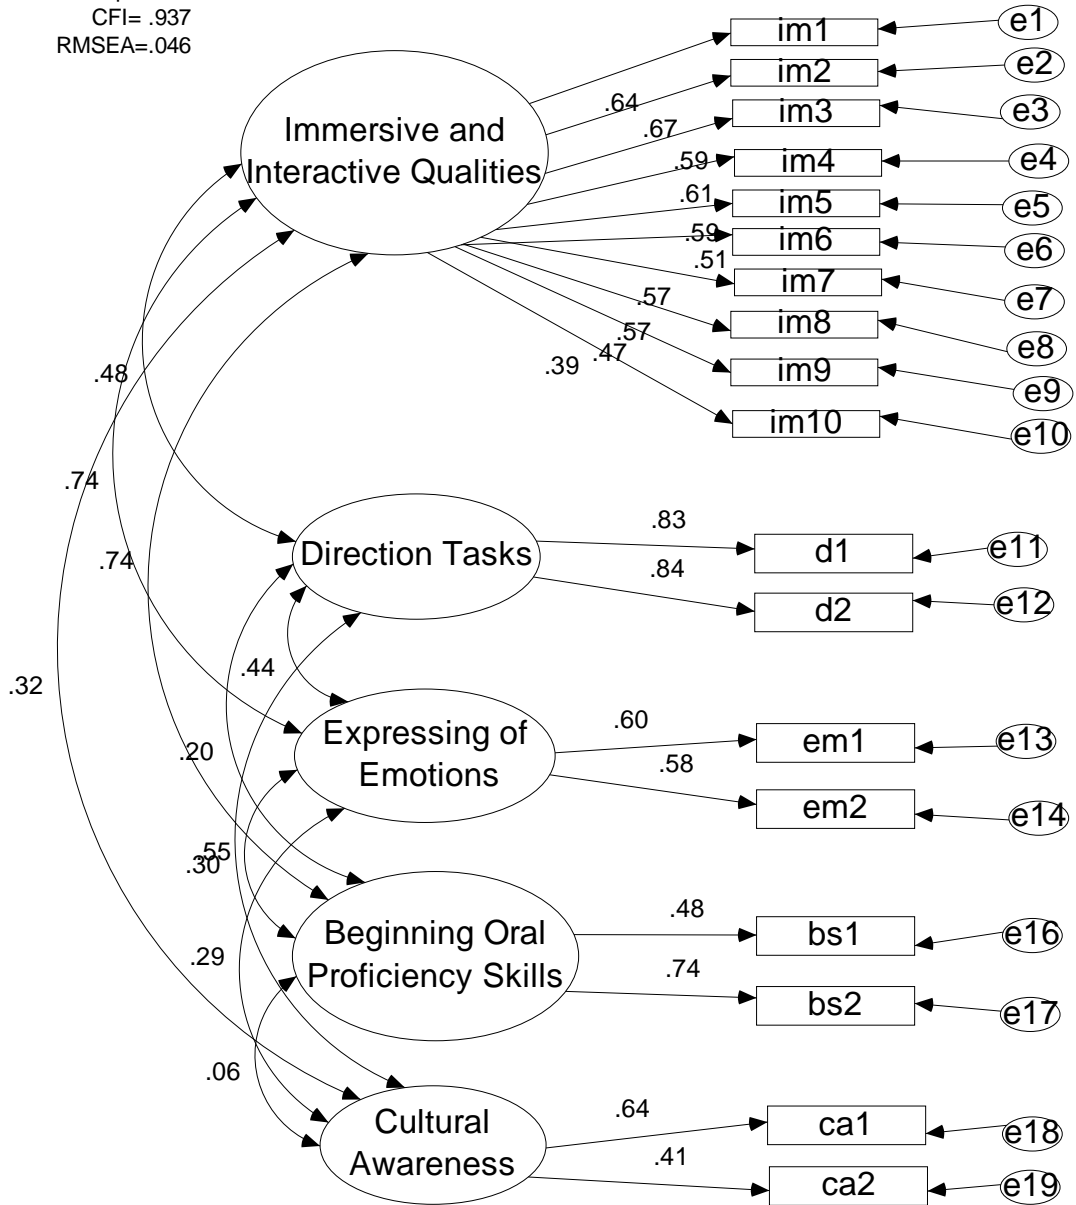 CFI= .937
RMSEA=.046
Immersive and
Interactive Qualities
im1
e1
.64
im2
e2
.67
im3
e3
.59
im4
e4
.61
im5
e5
.59
im6
e6
.51
im7
e7
.57
im8
e8
.57
im9
e9
.47
.39
im10
e10
.48
.74
.74
.32
Direction Tasks
.83
d1
e11
.84
d2
e12
.44
.20
Expressing of
Emotions
.60
em1
e13
.58
em2
e14
.55
.30
.29
Beginning Oral
Proficiency Skills
.48
bs1
e16
.74
bs2
e17
.06
Cultural
Awareness
.64
ca1
e18
.41
ca2
e19